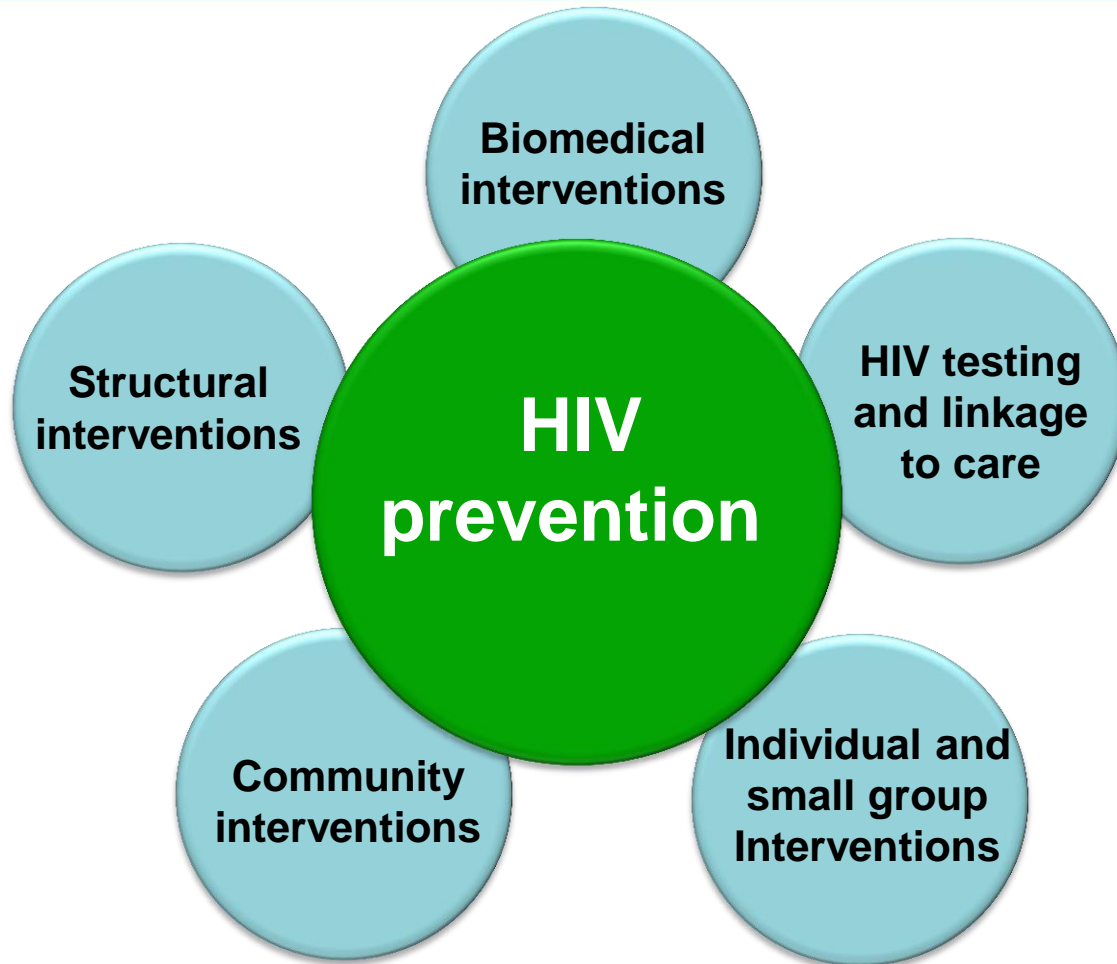 Biomedical
interventions
HIV testing
and linkage
to care
Individual and
small group
Interventions
Community
interventions
Structural
interventions
HIV
prevention